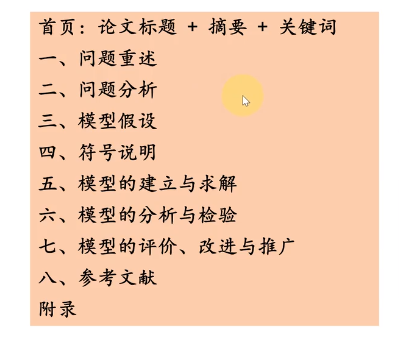 首页: 论文标题 + 摘要 + 关键词
一、问题重述
二、问题分析
三、模型假设
四、符号说明
五、模型的建立与求解
六、模型的分析与检验
七、模型的评价、改进与推广
八、参考文献
附录